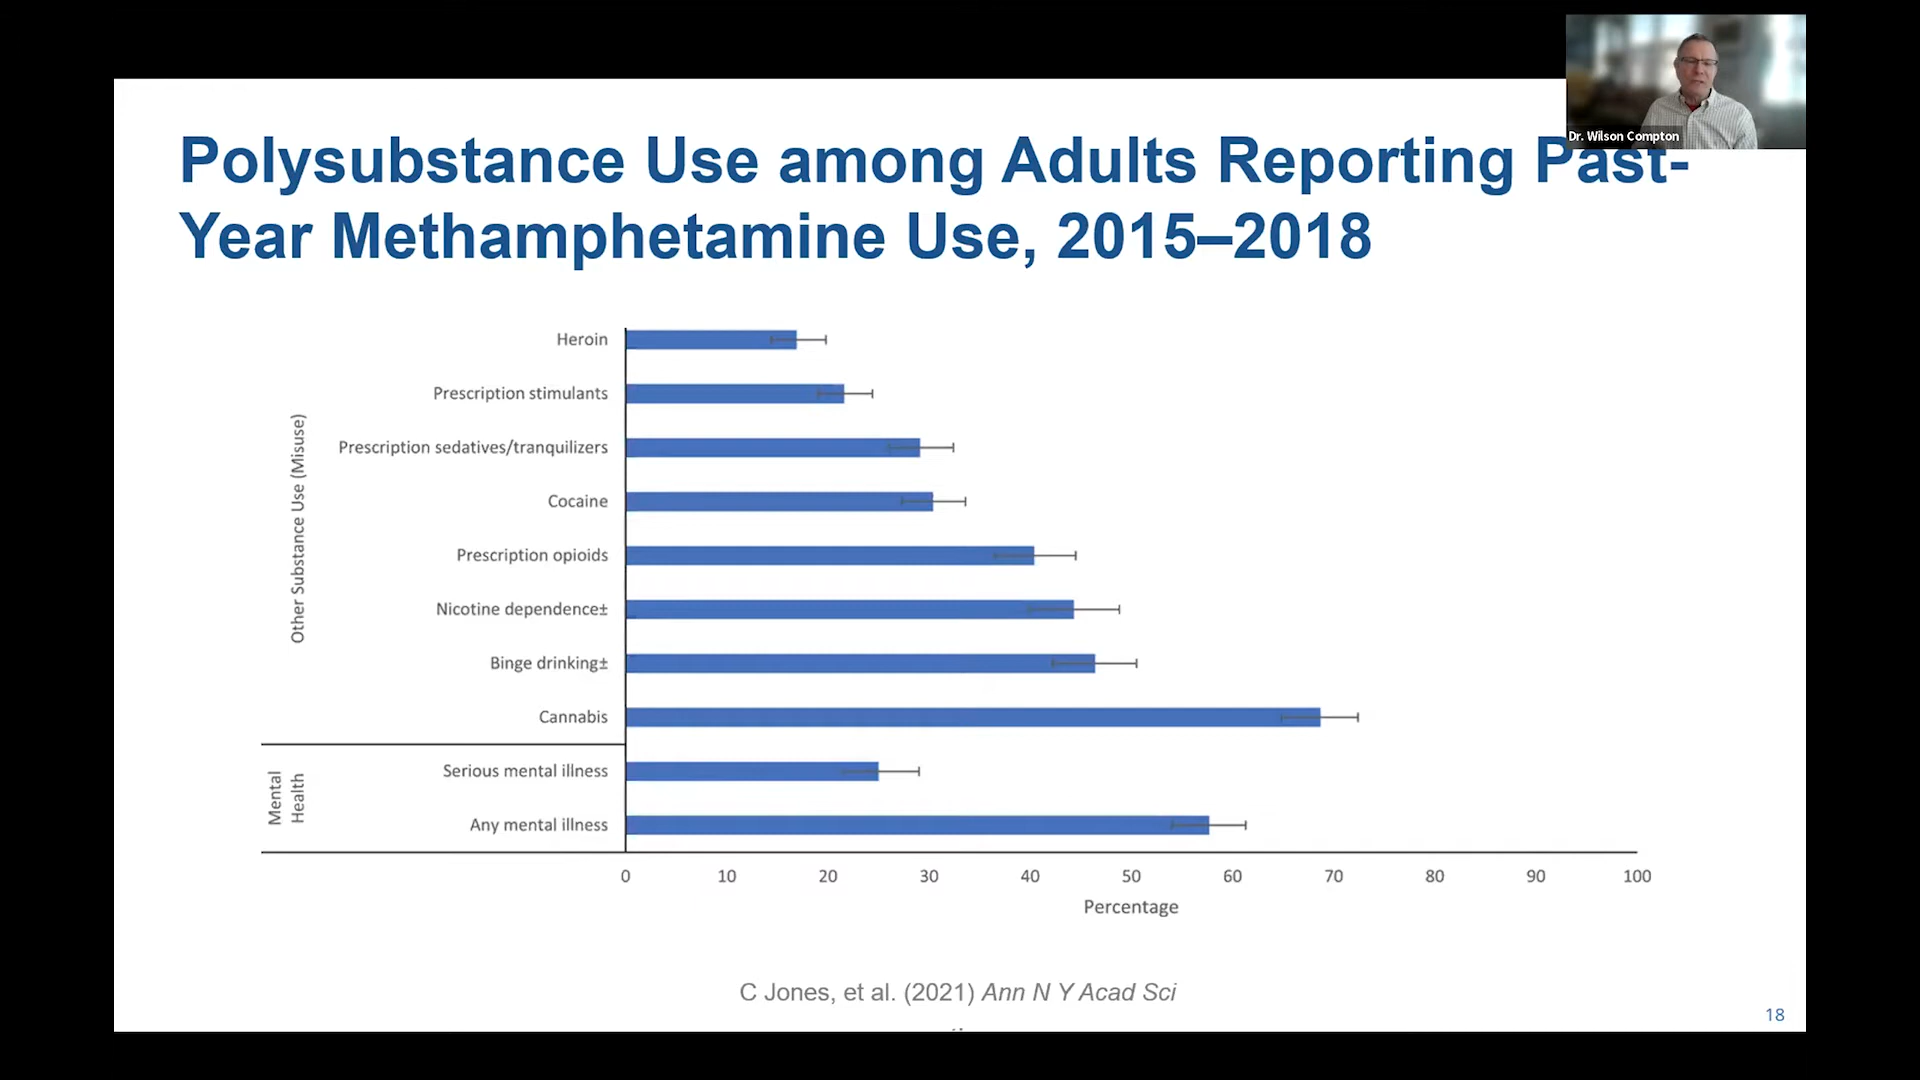 Dr. Wilson Compton
Polysubstance Use among Adults Reporting Past-
Year Methamphetamine Use, 2015–2018
Other Substance Use (Misuse)
Heroin
Prescription stimulants
Prescription sedatives/tranquilizers
Cocaine
Prescription opioids
Nicotine dependence±
Binge drinking±
Cannabis
Mental
Health
Serious mental illness
Any mental illness
0 10 20 30 40 50 60 70 80 90 100
Percentage
C Jones, et al. (2021) Ann N Y Acad Sci
18